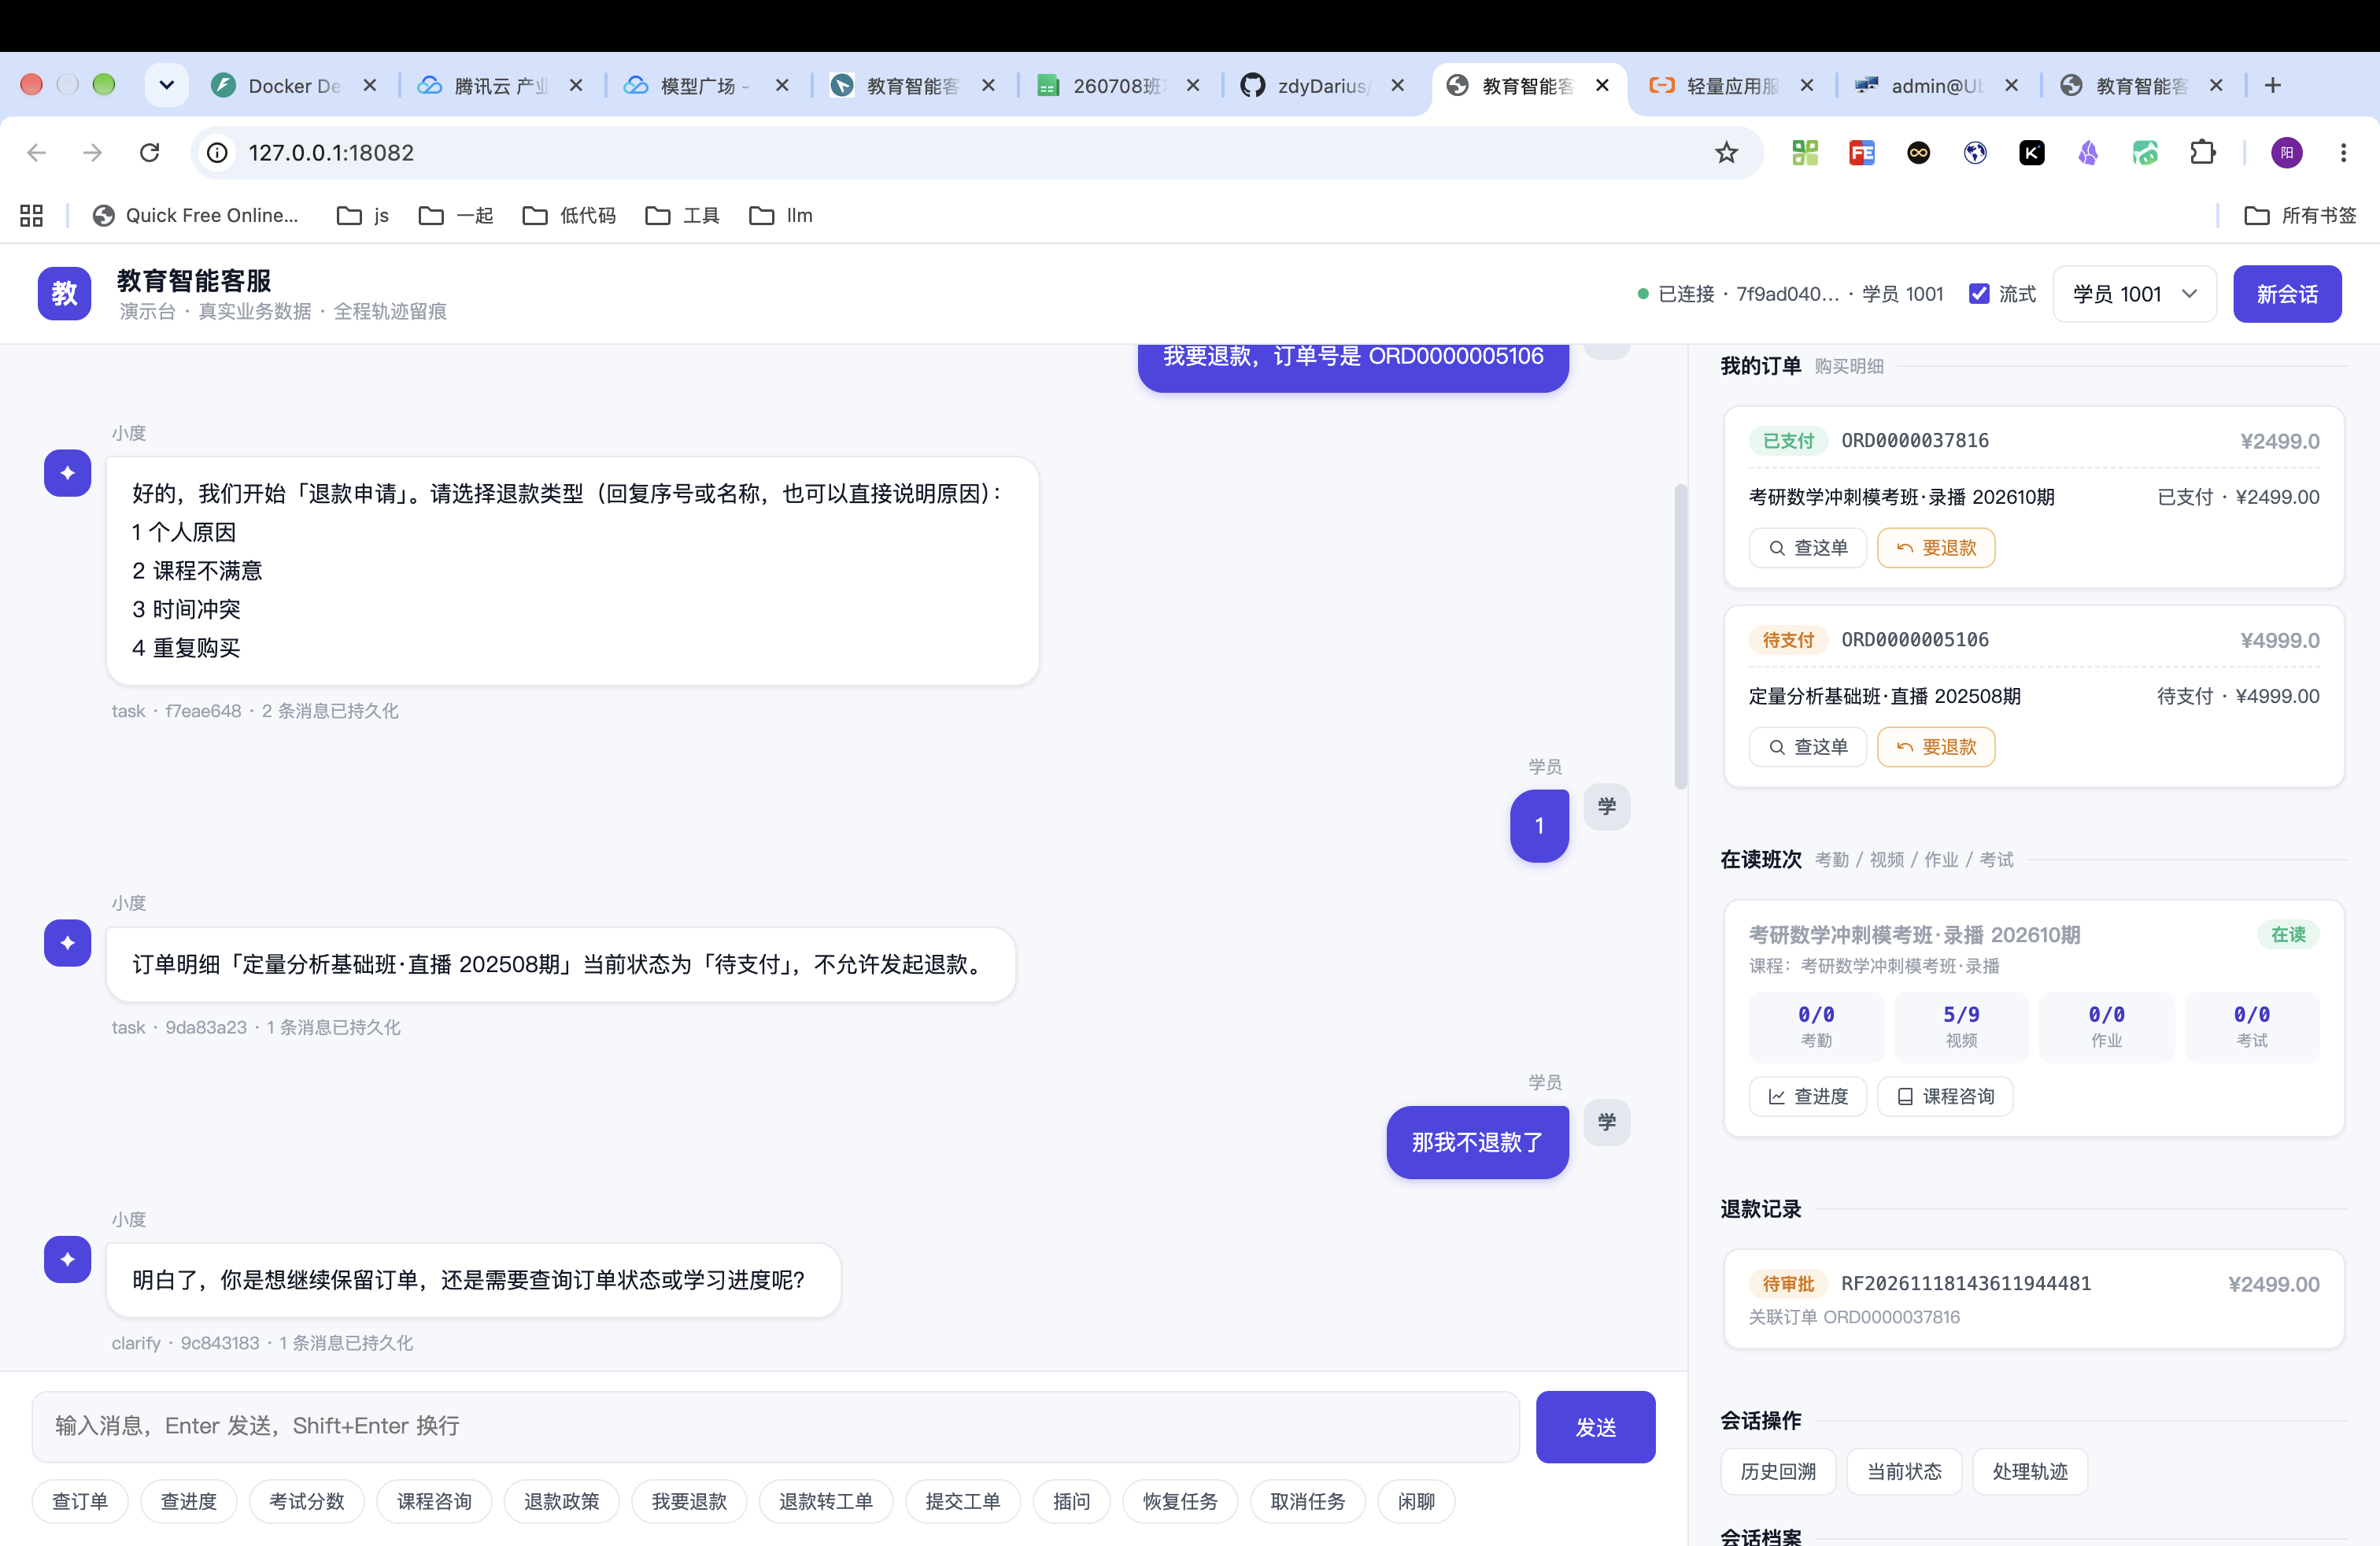 Docker De
腾讯云 产业
模型广场 -
教育智能客
260708班
zdyDarius/
教育智能客
轻量应用服
admin@Ub
教育智能客
127.0.0.1:18082
阳
Quick Free Online...
js
一起
低代码
工具
llm
所有书签
教
教育智能客服
演示台 · 真实业务数据 · 全程轨迹留痕
已连接 · 7f9ad040... · 学员 1001
流式
学员 1001
新会话
我要退款，订单号是 ORD0000005106
小度
好的，我们开始「退款申请」。请选择退款类型（回复序号或名称，也可以直接说明原因）：
1 个人原因
2 课程不满意
3 时间冲突
4 重复购买
task · f7eae648 · 2 条消息已持久化
学员
1
学
小度
订单明细「定量分析基础班·直播 202508期」当前状态为「待支付」，不允许发起退款。
task · 9da83a23 · 1 条消息已持久化
学员
那我不退款了
学
小度
明白了，你是想继续保留订单，还是需要查询订单状态或学习进度呢？
clarify · 9c843183 · 1 条消息已持久化
输入消息，Enter 发送，Shift+Enter 换行
发送
查订单
查进度
考试分数
课程咨询
退款政策
我要退款
退款转工单
提交工单
插问
恢复任务
取消任务
闲聊
我的订单 购买明细
已支付 ORD0000037816 ¥2499.0
考研数学冲刺模考班·录播 202610期 已支付 · ¥2499.00
查这单
要退款
待支付 ORD0000005106 ¥4999.0
定量分析基础班·直播 202508期 待支付 · ¥4999.00
查这单
要退款
在读班次 考勤 / 视频 / 作业 / 考试
考研数学冲刺模考班·录播 202610期 在读
课程：考研数学冲刺模考班·录播
0/0 5/9 0/0 0/0
考勤 视频 作业 考试
查进度
课程咨询
退款记录
待审批 RF20261118143611944481 ¥2499.00
关联订单 ORD0000037816
会话操作
历史回溯
当前状态
处理轨迹
会话档案